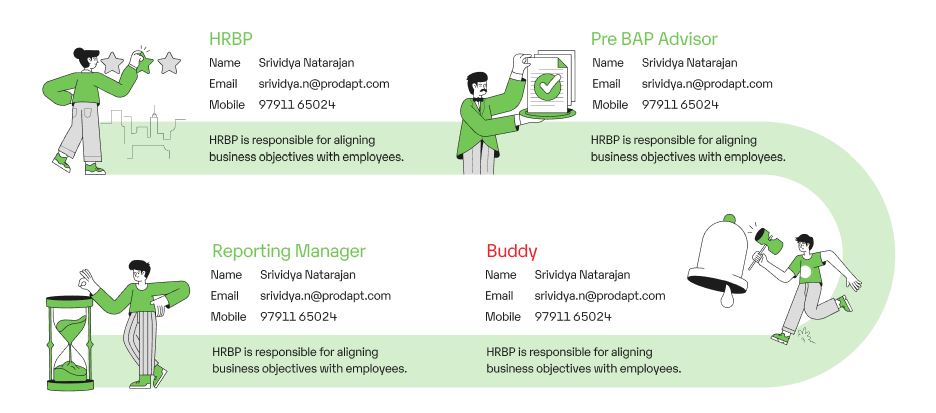 HRBP
Name Srividya Natarajan
Email srividya.n@prodapt.com
Mobile 97911 65024
HRBP is responsible for aligning
business objectives with employees.
Pre BAP Advisor
Name Srividya Natarajan
Email srividya.n@prodapt.com
Mobile 97911 65024
HRBP is responsible for aligning
business objectives with employees.
Reporting Manager
Name Srividya Natarajan
Email srividya.n@prodapt.com
Mobile 97911 65024
HRBP is responsible for aligning
business objectives with employees.
Buddy
Name Srividya Natarajan
Email srividya.n@prodapt.com
Mobile 97911 65024
HRBP is responsible for aligning
business objectives with employees.